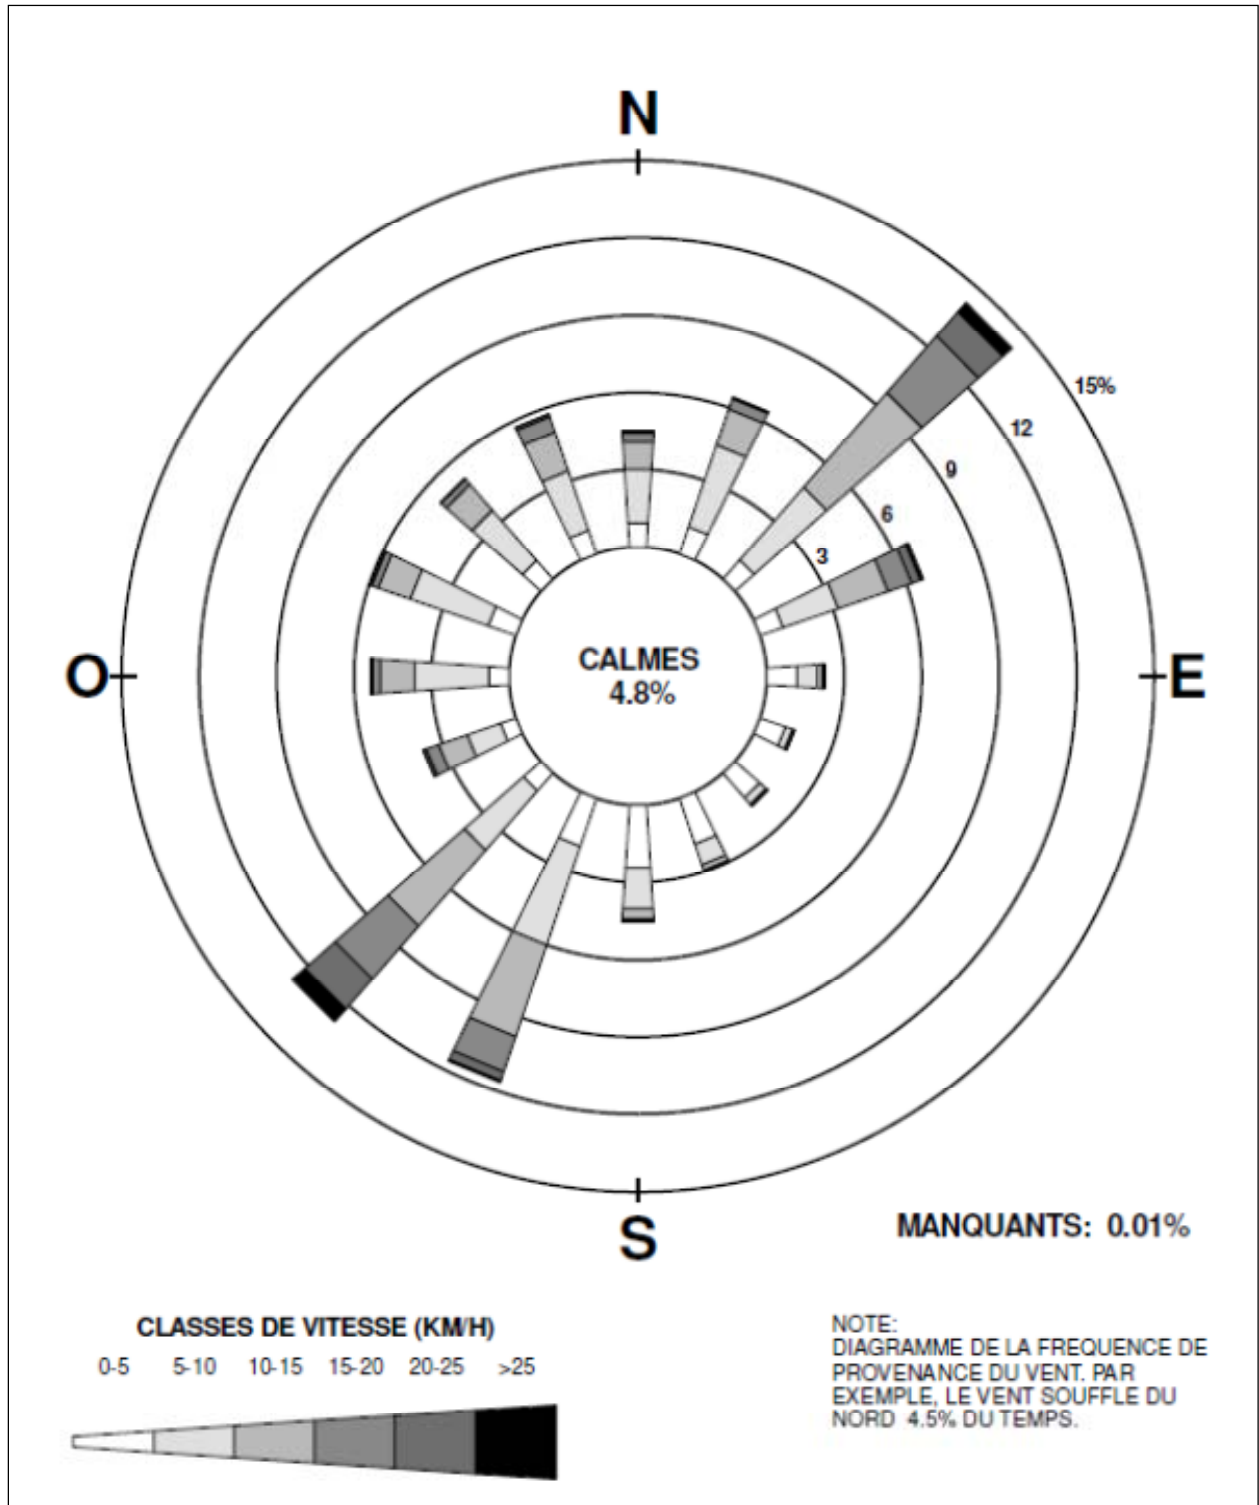 N
15%
12
9
6
3
CALMES
4.8%
O
E
S
MANQUANTS: 0.01%
CLASSES DE VITESSE (KM/H)
0-5 5-10 10-15 15-20 20-25 >25
NOTE:
DIAGRAMME DE LA FREQUENCE DE
PROVENANCE DU VENT. PAR
EXEMPLE, LE VENT SOUFFLE DU
NORD 4.5% DU TEMPS.